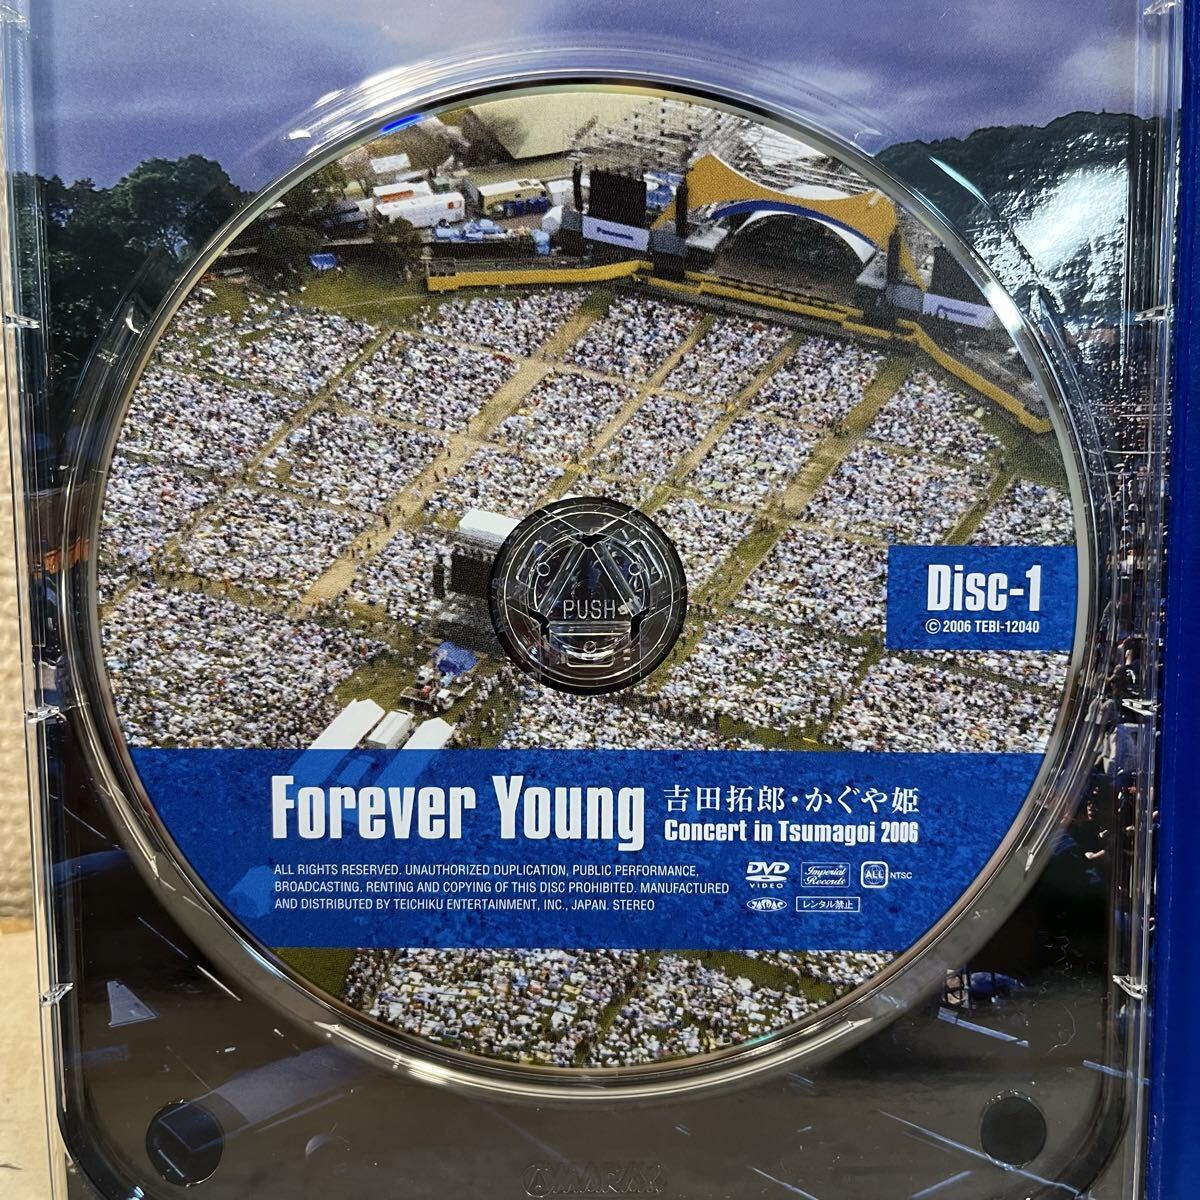 Disc-1
© 2006 TEBI-12040
PUSH
Forever Young
吉田拓郎・かぐや姫
Concert in Tsumagoi 2006
ALL RIGHTS RESERVED. UNAUTHORIZED DUPLICATION, PUBLIC PERFORMANCE,
BROADCASTING. RENTING AND COPYING OF THIS DISC PROHIBITED. MANUFACTURED
AND DISTRIBUTED BY TEICHIKU ENTERTAINMENT, INC., JAPAN. STEREO
DVD
VIDEO
Imperial
Records
ALL
NTSC
JASRAC
レンタル禁止
AMARAY